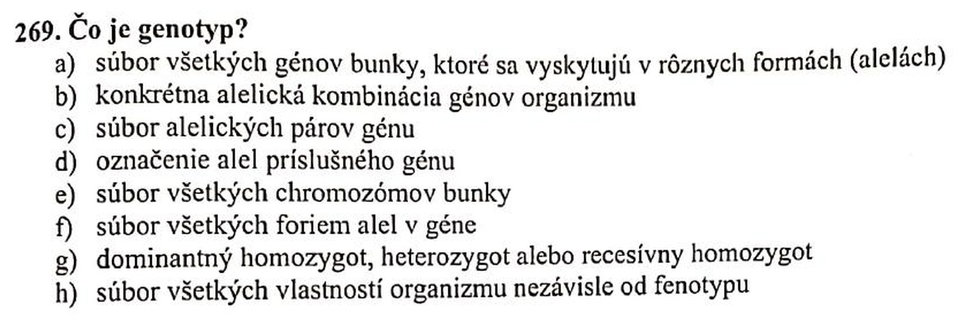 269. Čo je genotyp?
a) súbor všetkých génov bunky, ktoré sa vyskytujú v rôznych formách (alelách)
b) konkrétna alelická kombinácia génov organizmu
c) súbor alelických párov génu
d) označenie alel príslušného génu
e) súbor všetkých chromozómov bunky
f) súbor všetkých foriem alel v géne
g) dominantný homozygot, heterozygot alebo recesívny homozygot
h) súbor všetkých vlastností organizmu nezávisle od fenotypu